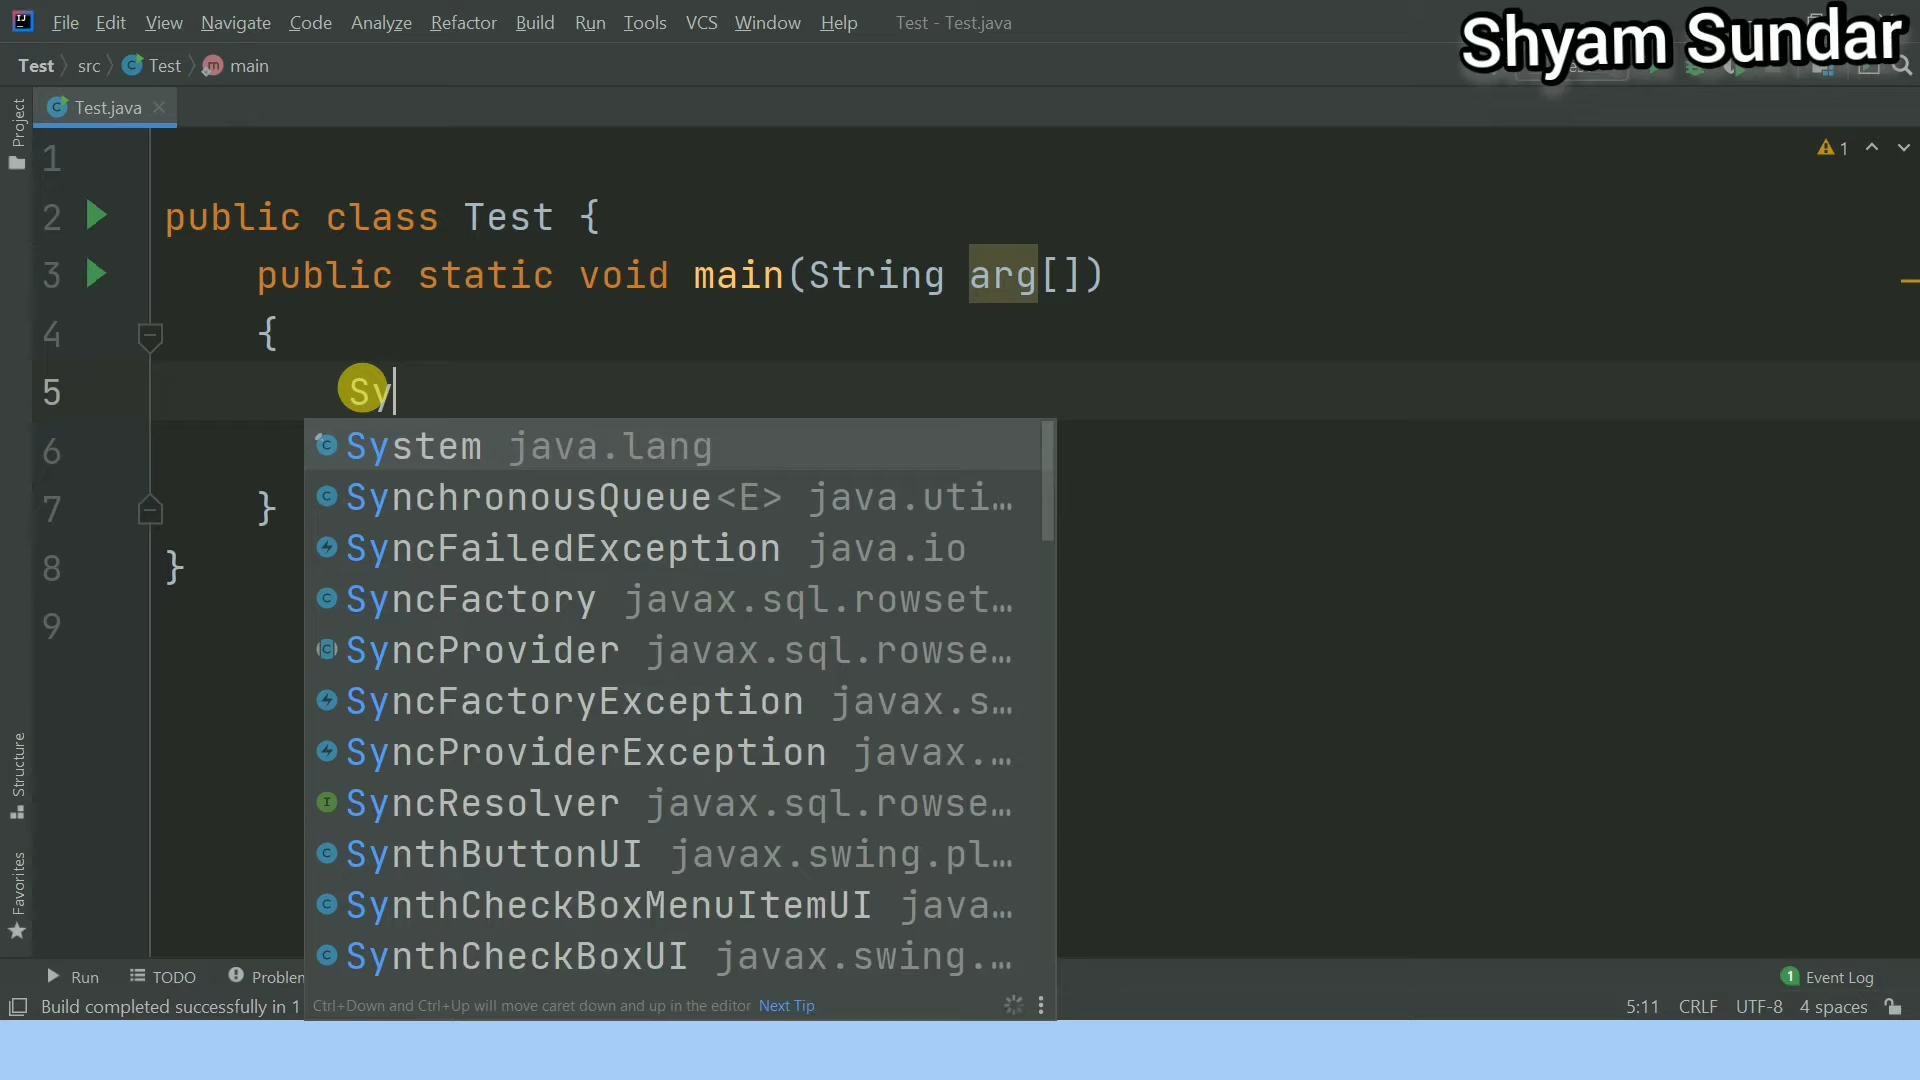 File Edit View Navigate Code Analyze Refactor Build Run Tools VCS Window Help Test - Test.java
Shyam Sundar
Test src Test main
Project
Test.java
1
1
2 public class Test {
3 public static void main(String arg[])
4 {
5 Sy
6
7 }
8 }
9
System java.lang
SynchronousQueue<E> java.uti…
SyncFailedException java.io
SyncFactory javax.sql.rowset…
SyncProvider javax.sql.rowse…
SyncFactoryException javax.s…
SyncProviderException javax.…
SyncResolver javax.sql.rowse…
SynthButtonUI javax.swing.pl…
SynthCheckBoxMenuItemUI java…
SynthCheckBoxUI javax.swing.…
Ctrl+Down and Ctrl+Up will move caret down and up in the editor Next Tip
Structure
Favorites
Run TODO Problem 1 Event Log
Build completed successfully in 1 5:11 CRLF UTF-8 4 spaces